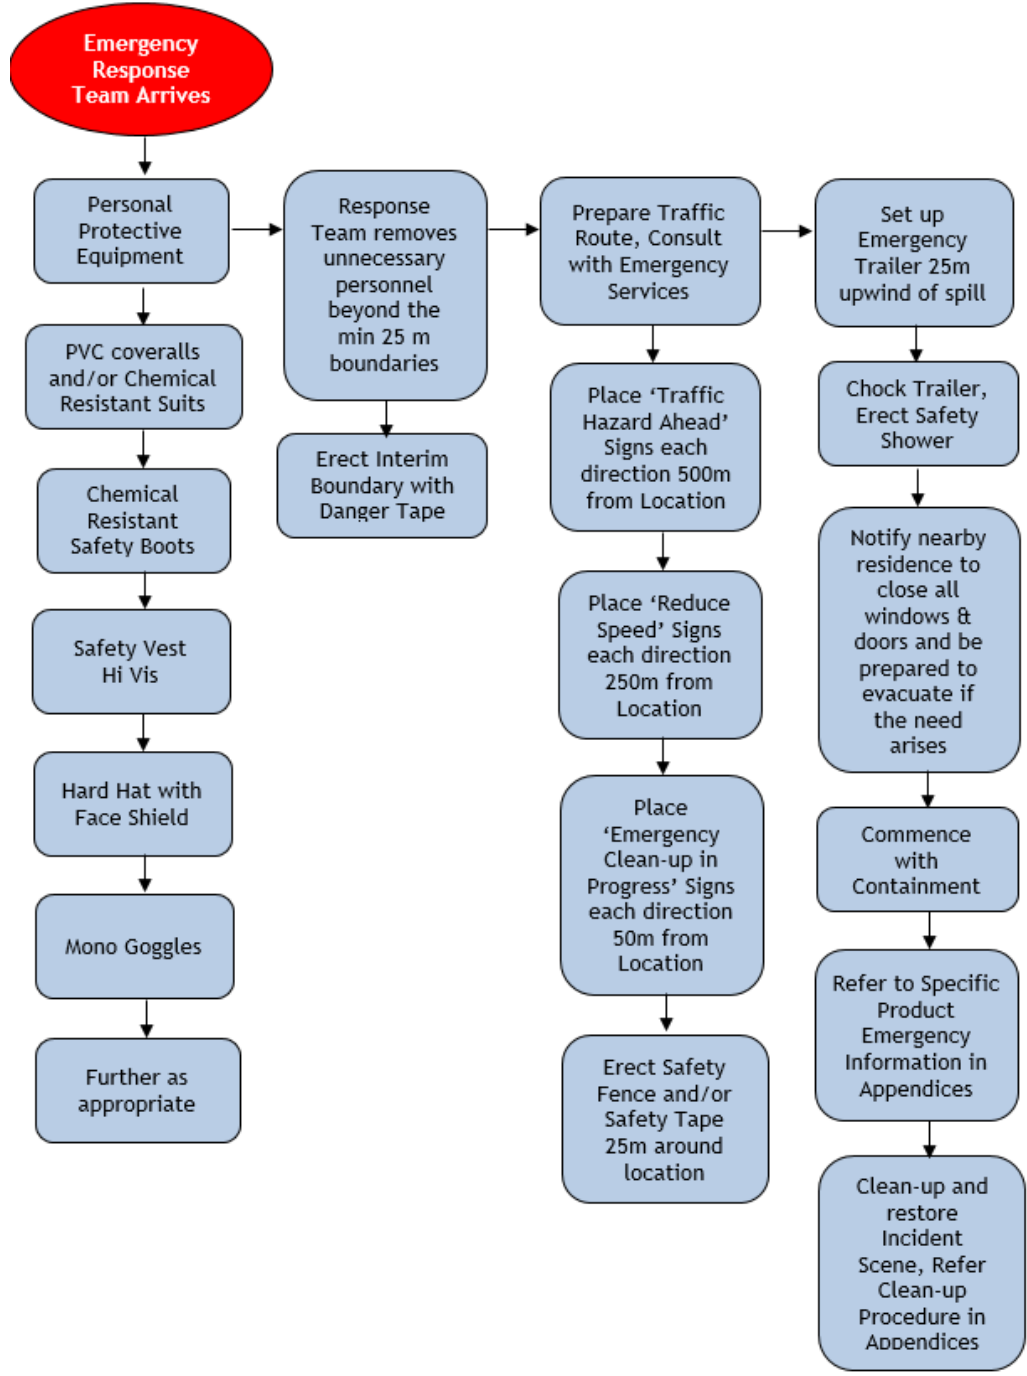 Emergency
Response
Team Arrives
Personal
Protective
Equipment
PVC coveralls
and/or Chemical
Resistant Suits
Chemical
Resistant
Safety Boots
Safety Vest
Hi Vis
Hard Hat with
Face Shield
Mono Goggles
Further as
appropriate
Response
Team removes
unnecessary
personnel
beyond the
min 25 m
boundaries
Erect Interim
Boundary with
Danger Tape
Prepare Traffic
Route, Consult
with Emergency
Services
Place ‘Traffic
Hazard Ahead’
Signs each
direction 500m
from Location
Place ‘Reduce
Speed’ Signs
each direction
250m from
Location
Place
‘Emergency
Clean-up in
Progress’ Signs
each direction
50m from
Location
Erect Safety
Fence and/or
Safety Tape
25m around
location
Set up
Emergency
Trailer 25m
upwind of spill
Chock Trailer,
Erect Safety
Shower
Notify nearby
residence to
close all
windows &
doors and be
prepared to
evacuate if
the need
arises
Commence
with
Containment
Refer to Specific
Product
Emergency
Information in
Appendices
Clean-up and
restore
Incident
Scene, Refer
Clean-up
Procedure in
Appendices